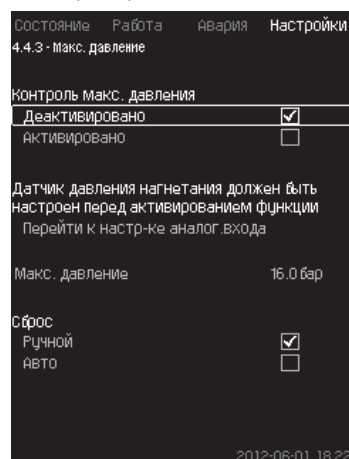 Состояние Работа Авария Настройки
4.4.3 - Макс. давление
Контроль макс. давления
Деактивировано
Активировано
Датчик давления нагнетания должен быть
настроен перед активированием функции
Перейти к настр-ке аналог.входа
Макс. давление 16.0 бар
Сброс
Ручной
Авто
2012-06-01 18:22